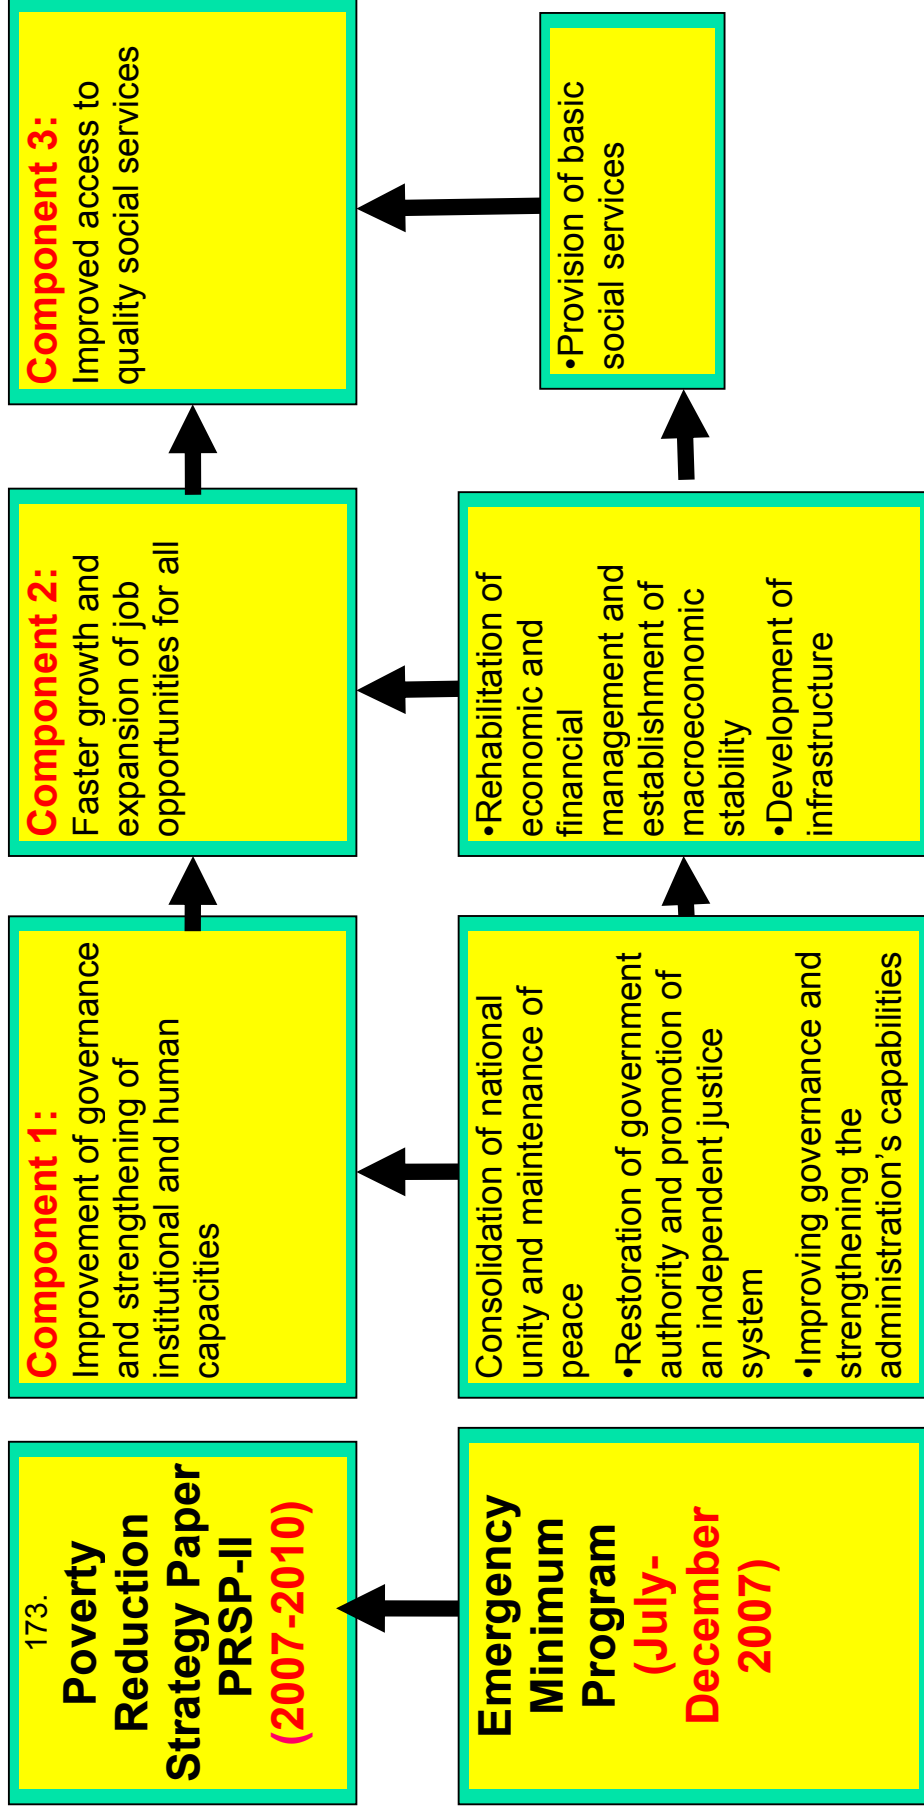 173.
Poverty
Reduction
Strategy Paper
PRSP-II
(2007-2010)
Component 1:
Improvement of governance
and strengthening of
institutional and human
capacities
Component 2:
Faster growth and
expansion of job
opportunities for all
Component 3:
Improved access to
quality social services
Emergency
Minimum
Program
(July-
December
2007)
Consolidation of national
unity and maintenance of
peace
•Restoration of government
authority and promotion of
an independent justice
system
•Improving governance and
strengthening the
administration’s capabilities
•Rehabilitation of
economic and
financial
management and
establishment of
macroeconomic
stability
•Development of
infrastructure
•Provision of basic
social services